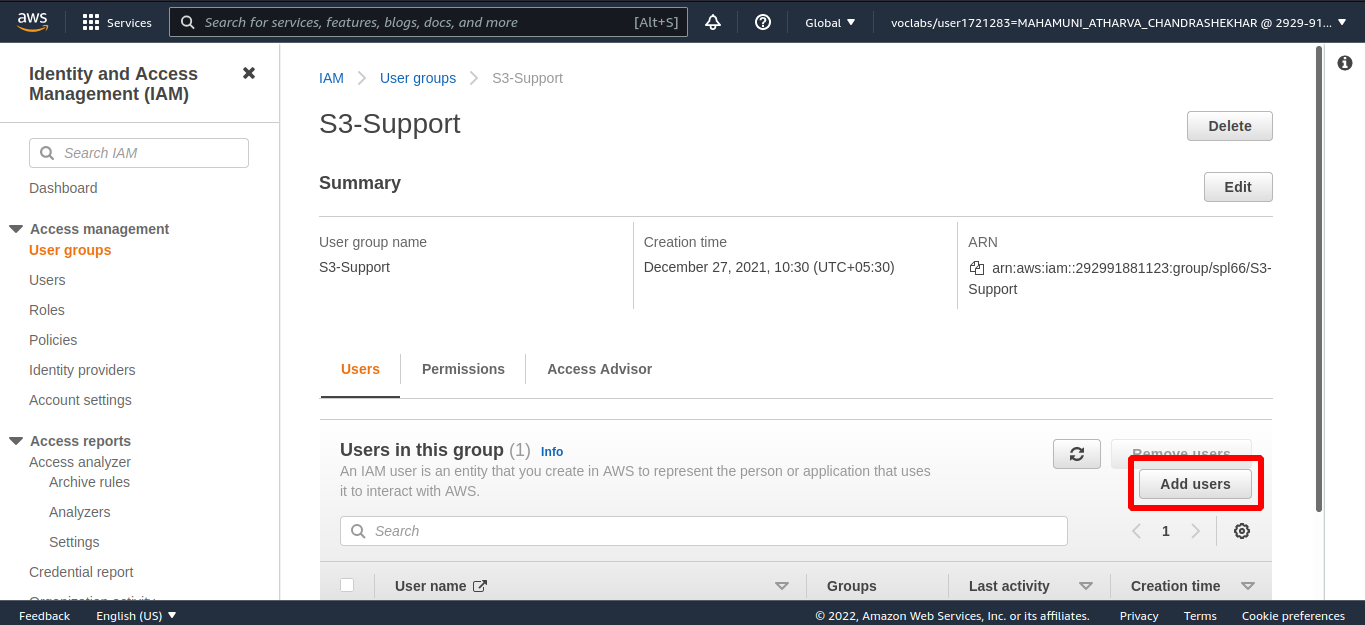 aws
Services
Search for services, features, blogs, docs, and more [Alt+S]
Global
voclabs/user1721283=MAHAMUNI_ATHARVA_CHANDRASHEKHAR @ 2929-91...
Identity and Access
Management (IAM)
Search IAM
Dashboard
Access management
User groups
Users
Roles
Policies
Identity providers
Account settings
Access reports
Access analyzer
Archive rules
Analyzers
Settings
Credential report
Organization activity
IAM
User groups
S3-Support
S3-Support
Delete
Summary
Edit
User group name
S3-Support
Creation time
December 27, 2021, 10:30 (UTC+05:30)
ARN
arn:aws:iam::292991881123:group/spl66/S3-
Support
Users
Permissions
Access Advisor
Users in this group (1) Info
An IAM user is an entity that you create in AWS to represent the person or application that uses
it to interact with AWS.
Remove users
Add users
Search
1
User name
Groups
Last activity
Creation time
Feedback
English (US)
© 2022, Amazon Web Services, Inc. or its affiliates.
Privacy
Terms
Cookie preferences